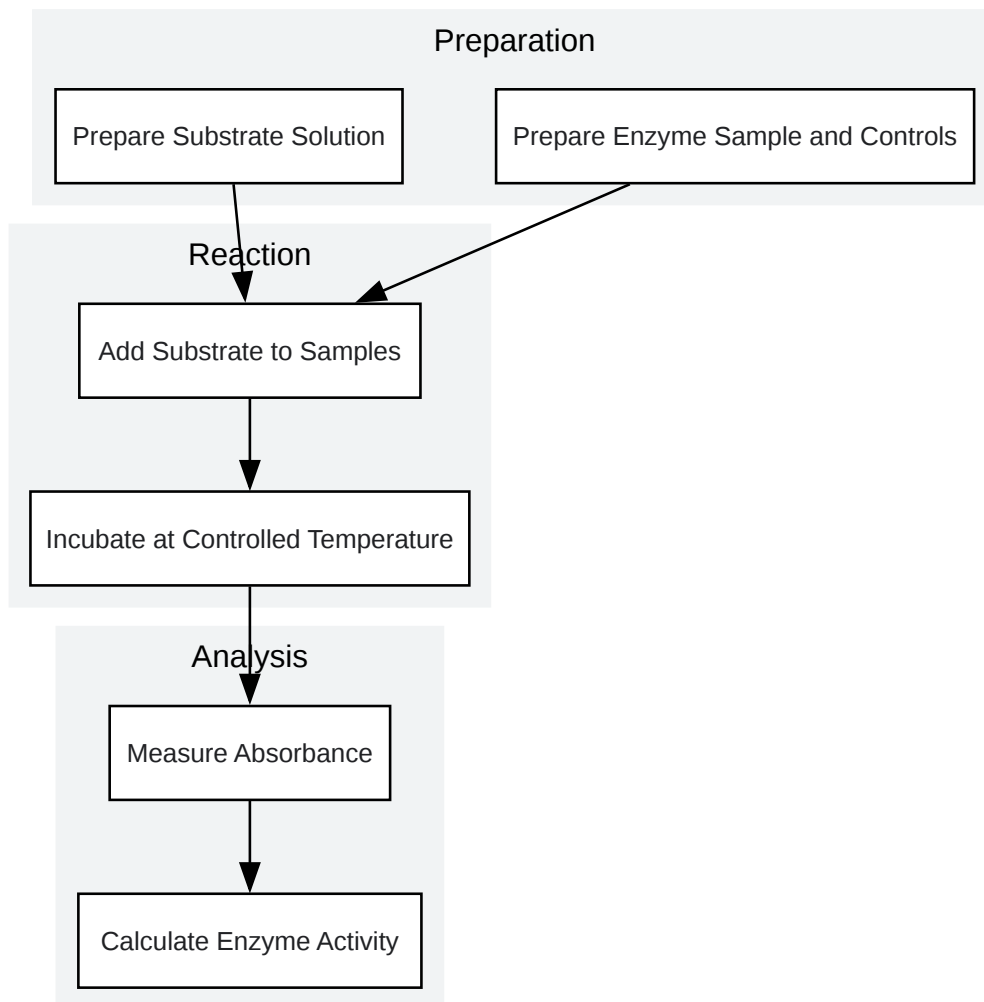 Preparation
Prepare Substrate Solution
Prepare Enzyme Sample and Controls
Reaction
Add Substrate to Samples
Incubate at Controlled Temperature
Analysis
Measure Absorbance
Calculate Enzyme Activity